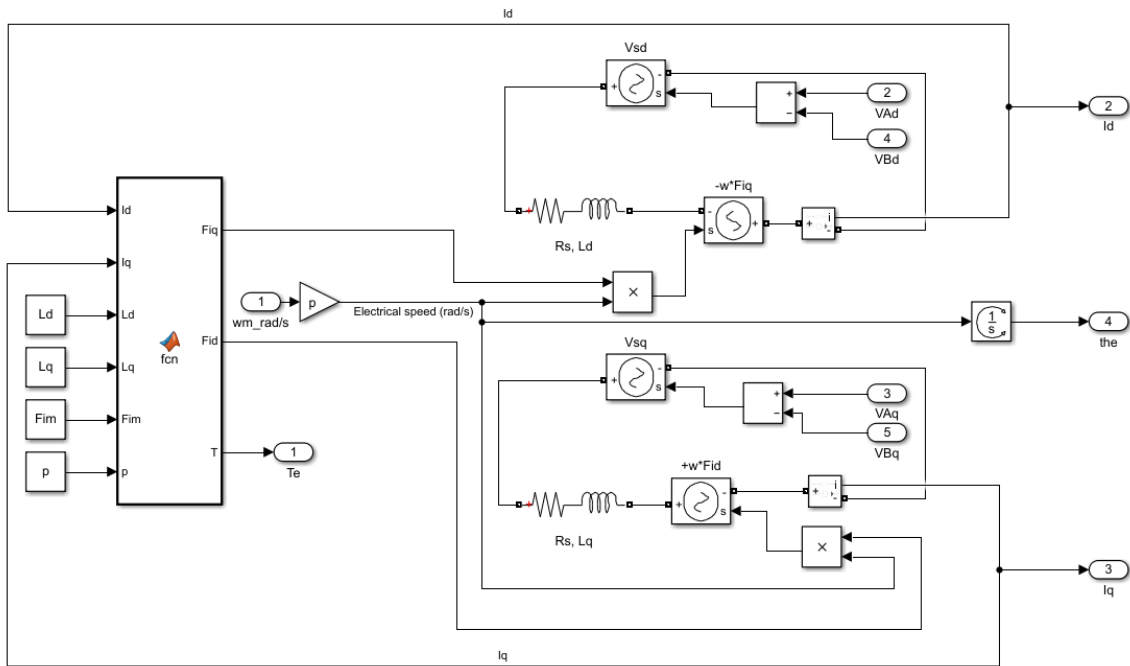 Id
Vsd
-
+
s
+
-
2
VAd
4
VBd
2
Id
-w*Fiq
-
s
+
+
i
-
Rs, Ld
Id
Fiq
Iq
Ld
Ld
1
wm_rad/s
p
Electrical speed (rad/s)
×
1
s
4
the
Lq
Lq
fcn
Fid
Vsq
-
+
s
+
-
3
VAq
5
VBq
Fim
Fim
p
p
T
1
Te
+w*Fid
+
-
s
+
i
-
Rs, Lq
×
3
Iq
Iq